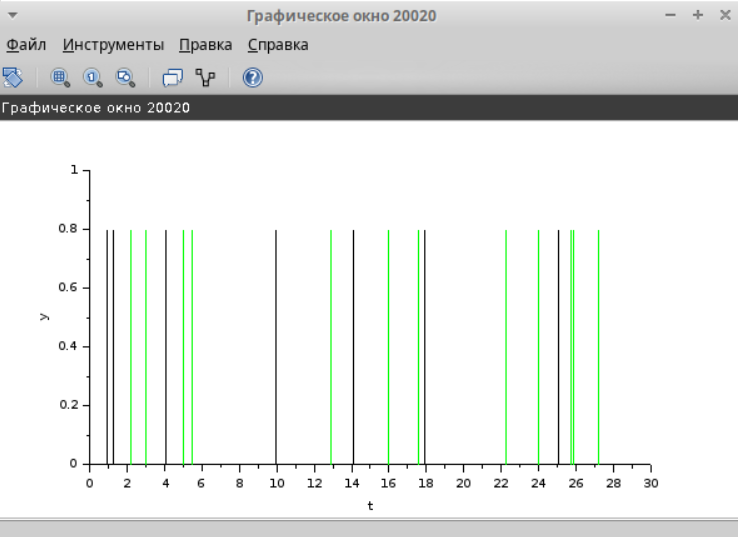 Графическое окно 20020
Файл Инструменты Правка Справка
Графическое окно 20020
1
0.8
0.6
y
0.4
0.2
0
0 2 4 6 8 10 12 14 16 18 20 22 24 26 28 30
t